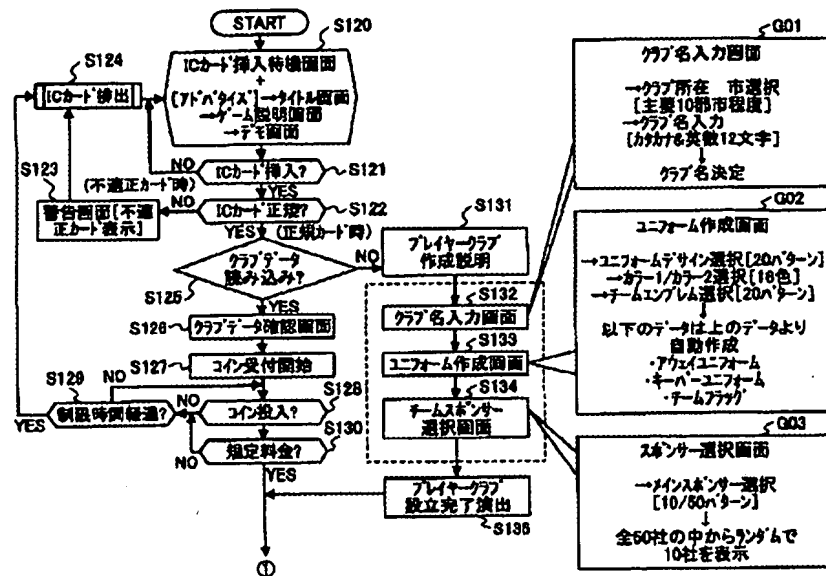 START
S120
S124
ICカード排出
ICカード挿入待機画面
+
[アドバタイズ]→タイトル画面
→ゲーム説明画面
→デモ画面
NO
ICカード挿入?
S121
YES
S123
(不適正カード時)
警告画面[不適
正カード表示]
NO
ICカード正規?
S122
YES
(正規カード時)
クラブデータ
読み込み?
S125
NO
YES
S131
プレイヤークラブ
作成説明
S126
クラブデータ確認画面
S132
クラブ名入力画面
S127
コイン受付開始
S133
ユニフォーム作成画面
S129
NO
制限時間経過?
YES
コイン投入?
S128
S134
チームスポンサー
選択画面
NO
規定料金?
S130
YES
プレイヤークラブ
設立完了演出
S135
①
G01
クラブ名入力画面
→クラブ所在 市選択
[主要10都市程度]
→クラブ名入力
[カタカナ&英数12文字]
↓
クラブ名決定
G02
ユニフォーム作成画面
→ユニフォームデザイン選択[20パターン]
→カラー1/カラー2選択[16色]
→チームエンブレム選択[20パターン]
↓
以下のデータは上のデータより
自動作成
・アウェイユニフォーム
・キーパーユニフォーム
・チームフラッグ
G03
スポンサー選択画面
→メインスポンサー選択
[10/50パターン]
↓
全50社の中からランダムで
10社を表示